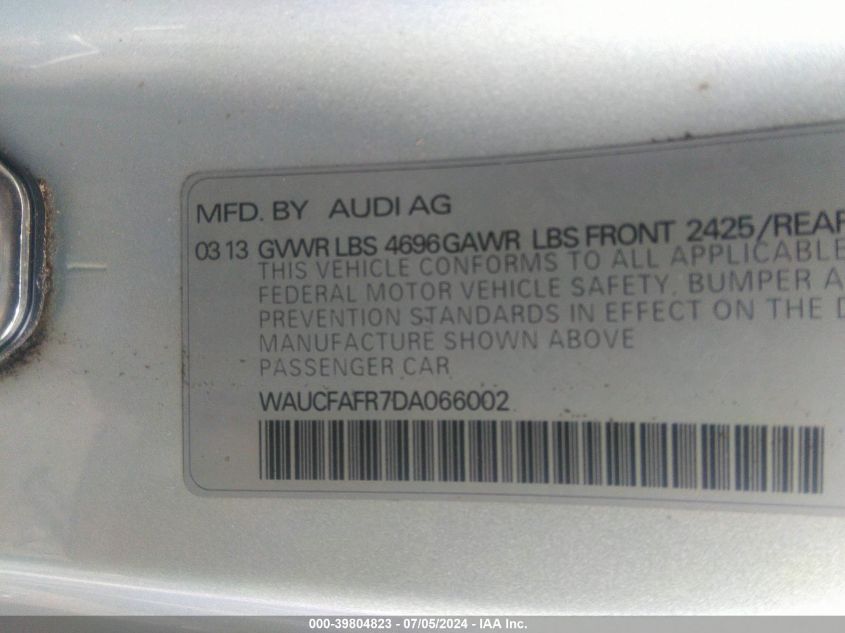 MFD. BY AUDI AG
03 13 GVWR LBS 4696 GAWR LBS FRONT 2425/REAR
THIS VEHICLE CONFORMS TO ALL APPLICABLE
FEDERAL MOTOR VEHICLE SAFETY, BUMPER A
PREVENTION STANDARDS IN EFFECT ON THE D
MANUFACTURE SHOWN ABOVE
PASSENGER CAR
WAUCFAFR7DA066002
000-39804823 - 07/05/2024 - IAA Inc.